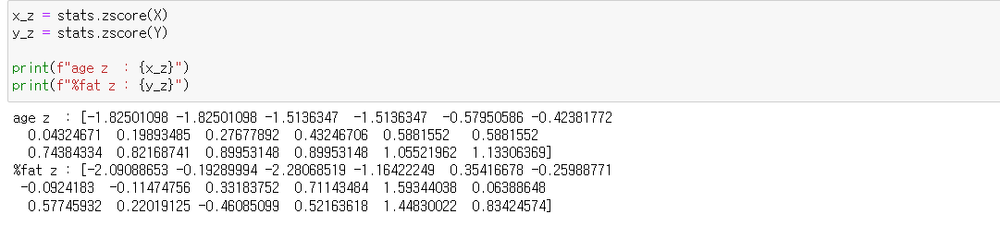 x_z = stats.zscore(X)
y_z = stats.zscore(Y)
print(f"age z  : {x_z}")
print(f"%fat z : {y_z}")
age z  : [-1.82501098 -1.82501098 -1.5136347  -1.5136347  -0.57950586 -0.42381772
0.04324671  0.19893485  0.27677892  0.43246706  0.5881552   0.5881552
0.74384334  0.82168741  0.89953148  0.89953148  1.05521962  1.13306369]
%fat z : [-2.09088653 -0.19289994 -2.28068519 -1.16422249  0.35416678 -0.25988771
-0.0924183  -0.11474756  0.33183752  0.71143484  1.59344038  0.06388648
0.57745932  0.22019125 -0.46085099  0.52163618  1.44830022  0.83424574]